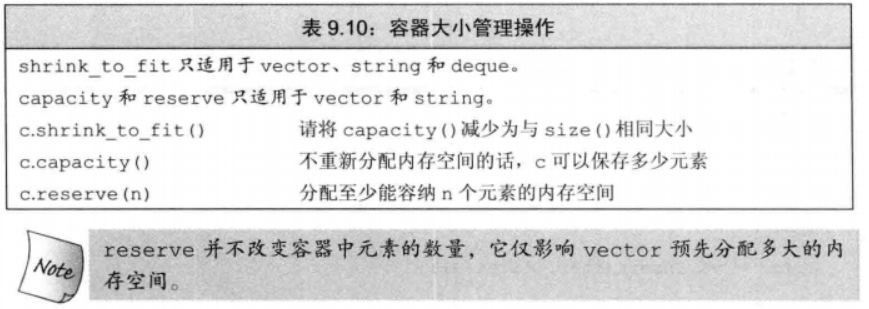 表 9.10：容器大小管理操作
shrink_to_fit 只适用于 vector、string 和 deque。
capacity 和 reserve 只适用于 vector 和 string。
c.shrink_to_fit() 请将 capacity()减少为与 size()相同大小
c.capacity() 不重新分配内存空间的话，c 可以保存多少元素
c.reserve(n) 分配至少能容纳 n 个元素的内存空间
Note
reserve 并不改变容器中元素的数量，它仅影响 vector 预先分配多大的内
存空间。